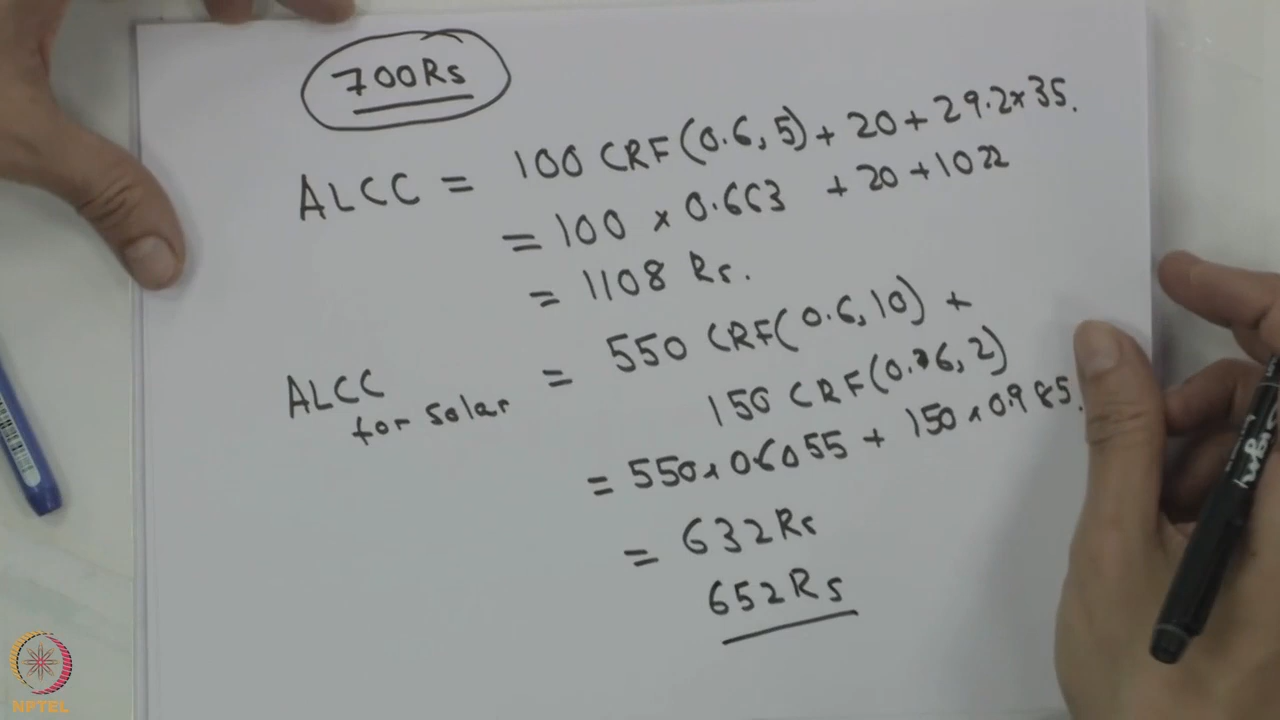 700Rs
ALCC = 100 CRF(0.6, 5) + 20 + 29.2×35.
= 100 × 0.663 + 20 + 1022
= 1108 Rs.
ALCC for solar = 550 CRF(0.6, 10) +
150 CRF(0.6, 2)
= 550×0.6055 + 150×0.985.
= 632Rs
652Rs
NPTEL